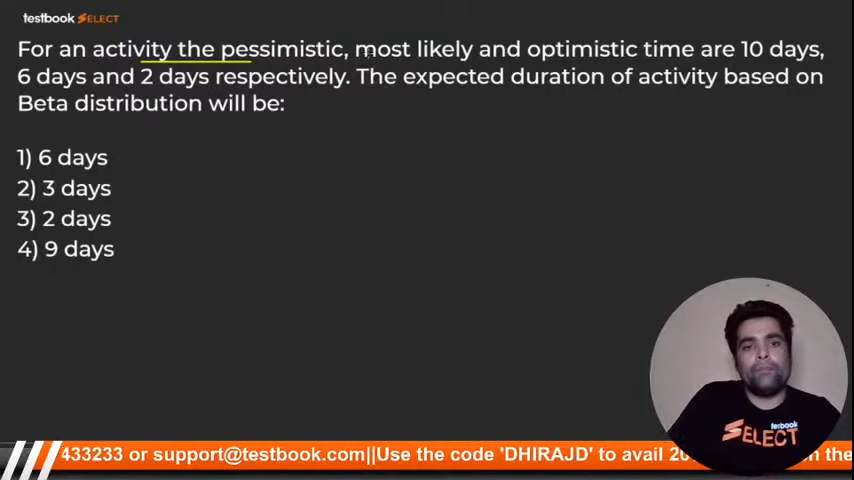 testbook SELECT
For an activity the pessimistic, most likely and optimistic time are 10 days,
6 days and 2 days respectively. The expected duration of activity based on
Beta distribution will be:
1) 6 days
2) 3 days
3) 2 days
4) 9 days
testbook
SELECT
433233 or support@testbook.com||Use the code 'DHIRAJD' to avail the